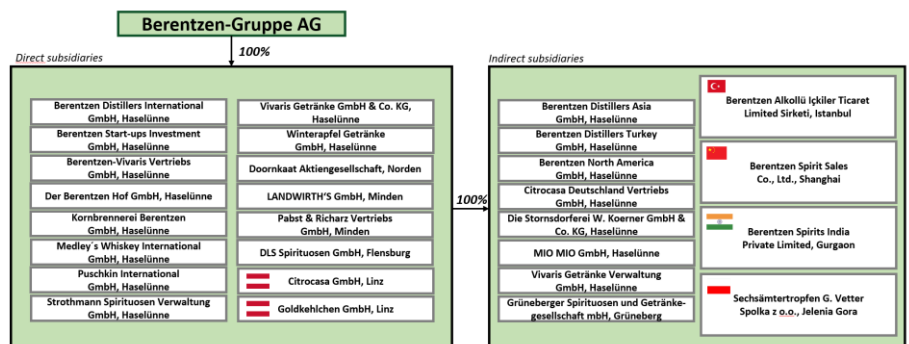 Berentzen-Gruppe AG
100%
Direct subsidiaries
Berentzen Distillers International
GmbH, Haselünne
Berentzen Start-ups Investment
GmbH, Haselünne
Berentzen-Vivaris Vertriebs
GmbH, Haselünne
Der Berentzen Hof GmbH, Haselünne
Kornbrennerei Berentzen
GmbH, Haselünne
Medley´s Whiskey International
GmbH, Haselünne
Puschkin International
GmbH, Haselünne
Strothmann Spirituosen Verwaltung
GmbH, Haselünne
Vivaris Getränke GmbH & Co. KG,
Haselünne
Winterapfel Getränke
GmbH, Haselünne
Doornkaat Aktiengesellschaft, Norden
LANDWIRTH'S GmbH, Minden
Pabst & Richarz Vertriebs
GmbH, Minden
DLS Spirituosen GmbH, Flensburg
Citrocasa GmbH, Linz
Goldkehlchen GmbH, Linz
100%
Indirect subsidiaries
Berentzen Distillers Asia
GmbH, Haselünne
Berentzen Distillers Turkey
GmbH, Haselünne
Berentzen North America
GmbH, Haselünne
Citrocasa Deutschland Vertriebs
GmbH, Haselünne
Die Stornsdorferei W. Koerner GmbH &
Co. KG, Haselünne
MIO MIO GmbH, Haselünne
Vivaris Getränke Verwaltung
GmbH, Haselünne
Grüneberger Spirituosen und Getränke-
gesellschaft mbH, Grüneberg
Berentzen Alkollü Içkiler Ticaret
Limited Sirketi, Istanbul
Berentzen Spirit Sales
Co., Ltd., Shanghai
Berentzen Spirits India
Private Limited, Gurgaon
Sechsämtertropfen G. Vetter
Spolka z o.o., Jelenia Gora